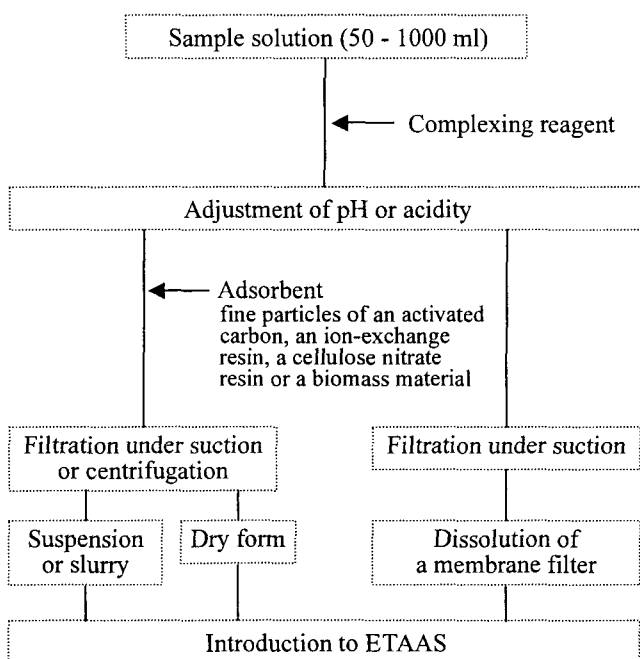 Sample solution (50 - 1000 ml)
Complexing reagent
Adjustment of pH or acidity
Adsorbent
fine particles of an activated
carbon, an ion-exchange
resin, a cellulose nitrate
resin or a biomass material
Filtration under suction
or centrifugation
Filtration under suction
Suspension
or slurry
Dry form
Dissolution of
a membrane filter
Introduction to ETAAS